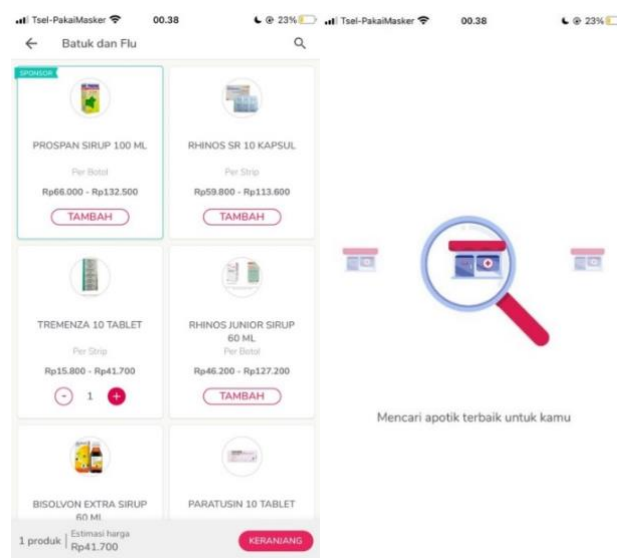 Tsel-PakaiMasker 00.38 23%
Batuk dan Flu
SPONSOR
PROSPAN SIRUP 100 ML
Per Botol
Rp66.000 - Rp132.500
TAMBAH
RHINOS SR 10 KAPSUL
Per Strip
Rp59.800 - Rp113.600
TAMBAH
TREMENZA 10 TABLET
Per Strip
Rp15.800 - Rp41.700
- 1 +
RHINOS JUNIOR SIRUP
60 ML
Per Botol
Rp46.200 - Rp127.200
TAMBAH
BISOLVON EXTRA SIRUP
60 ML
PARATUSIN 10 TABLET
1 produk
Estimasi harga
Rp41.700
KERANJANG
Tsel-PakaiMasker 00.38 23%
Mencari apotik terbaik untuk kamu